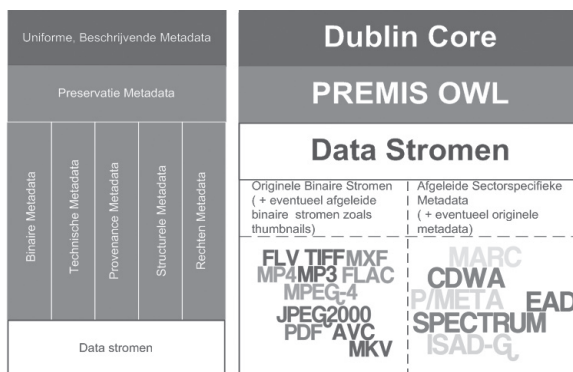 Uniforme, Beschrijvende Metadata
Preservatie Metadata
Binaire Metadata
Technische Metadata
Provenance Metadata
Structurele Metadata
Rechten Metadata
Data stromen
Dublin Core
PREMIS OWL
Data Stromen
Originele Binaire Stromen
( + eventueel afgeleide
binaire stromen zoals
thumbnails)
Afgeleide Sectorspecifieke
Metadata
( + eventueel originele
metadata)
FLV TIFF MXF
MP4 MP3 FLAC
MPEG-4
JPEG2000
PDF AVC
MKV
MARC
CDWA
P/META EAD
SPECTRUM
ISAD-G